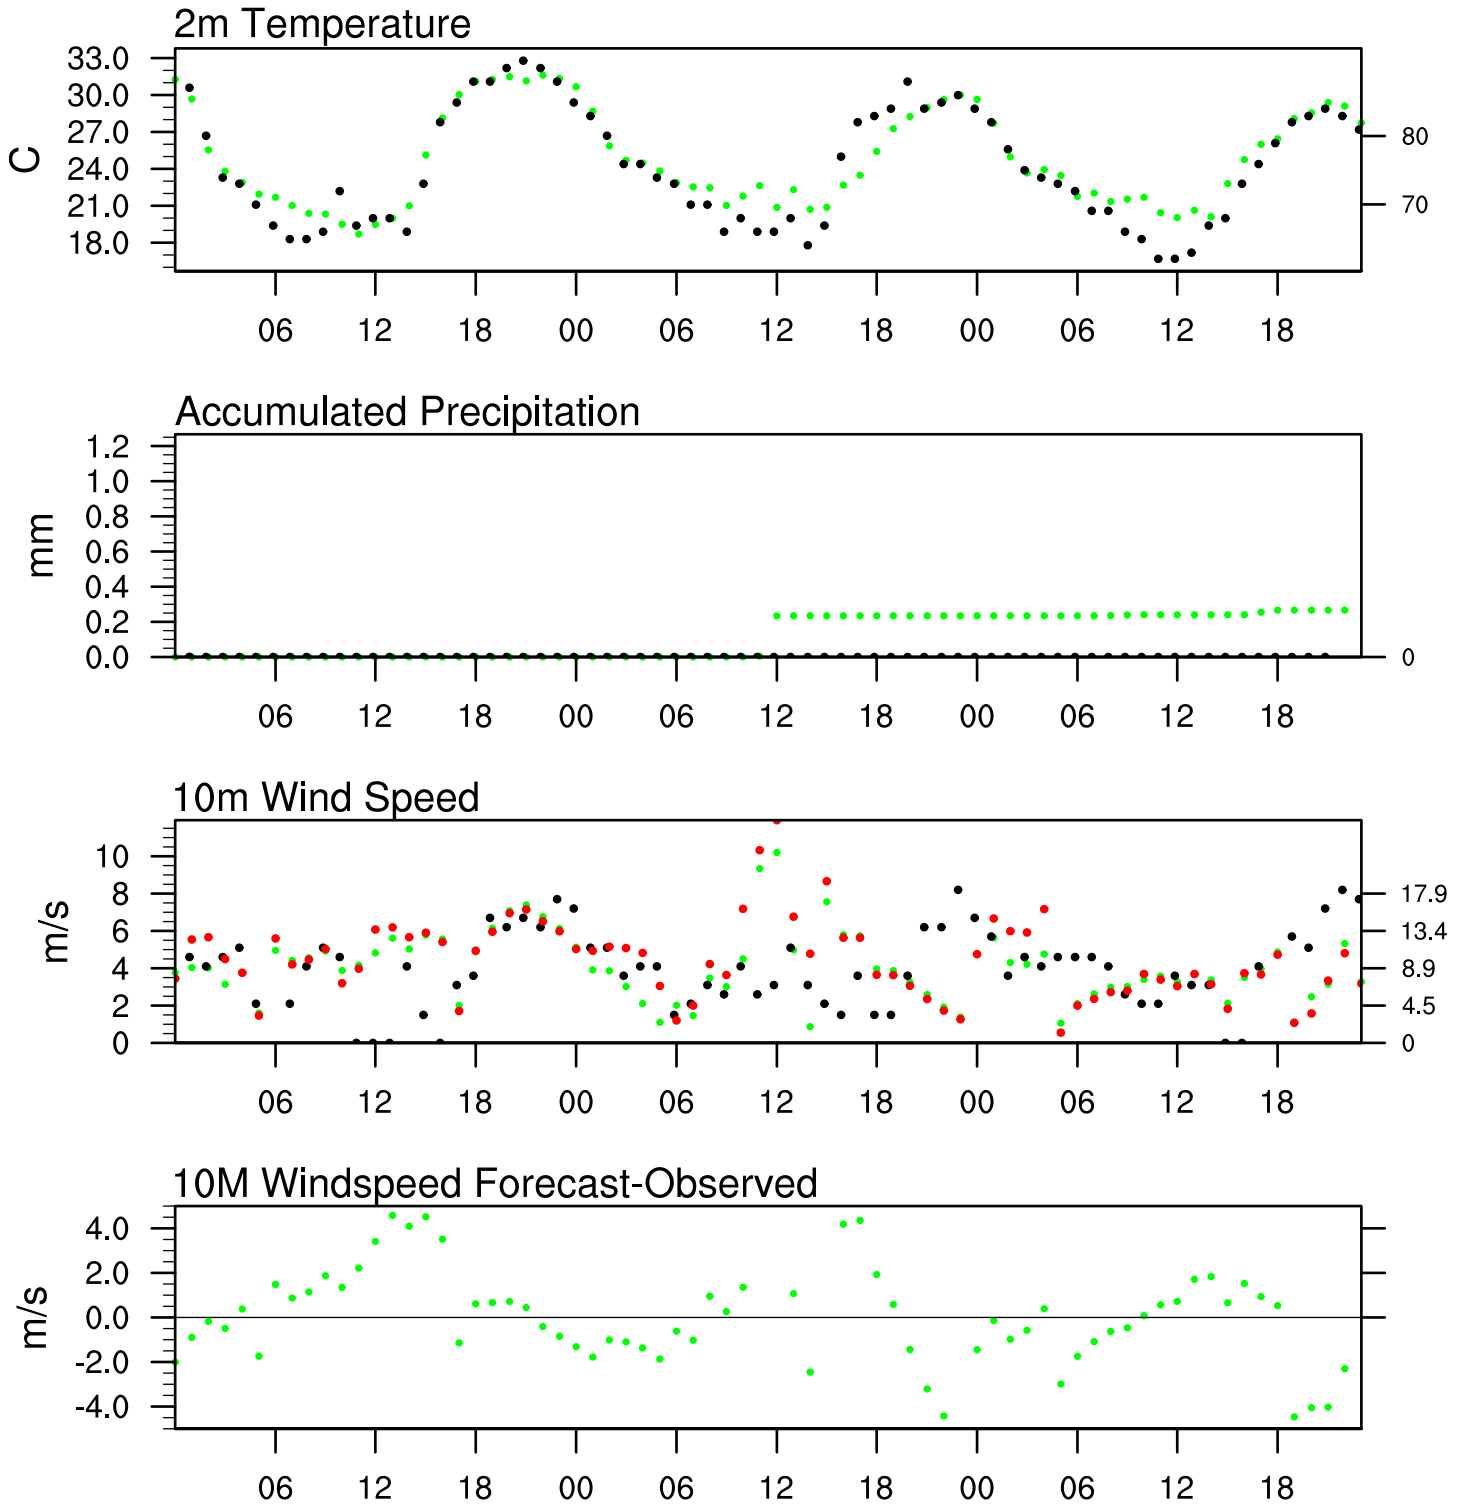 2m Temperature
33.0
30.0
27.0
24.0
21.0
18.0
C
80
70
06 12 18 00 06 12 18 00 06 12 18
Accumulated Precipitation
1.2
1.0
0.8
0.6
0.4
0.2
0.0
mm
0
06 12 18 00 06 12 18 00 06 12 18
10m Wind Speed
10
8
6
4
2
0
m/s
17.9
13.4
8.9
4.5
0
06 12 18 00 06 12 18 00 06 12 18
10M Windspeed Forecast-Observed
4.0
2.0
0.0
-2.0
-4.0
m/s
06 12 18 00 06 12 18 00 06 12 18